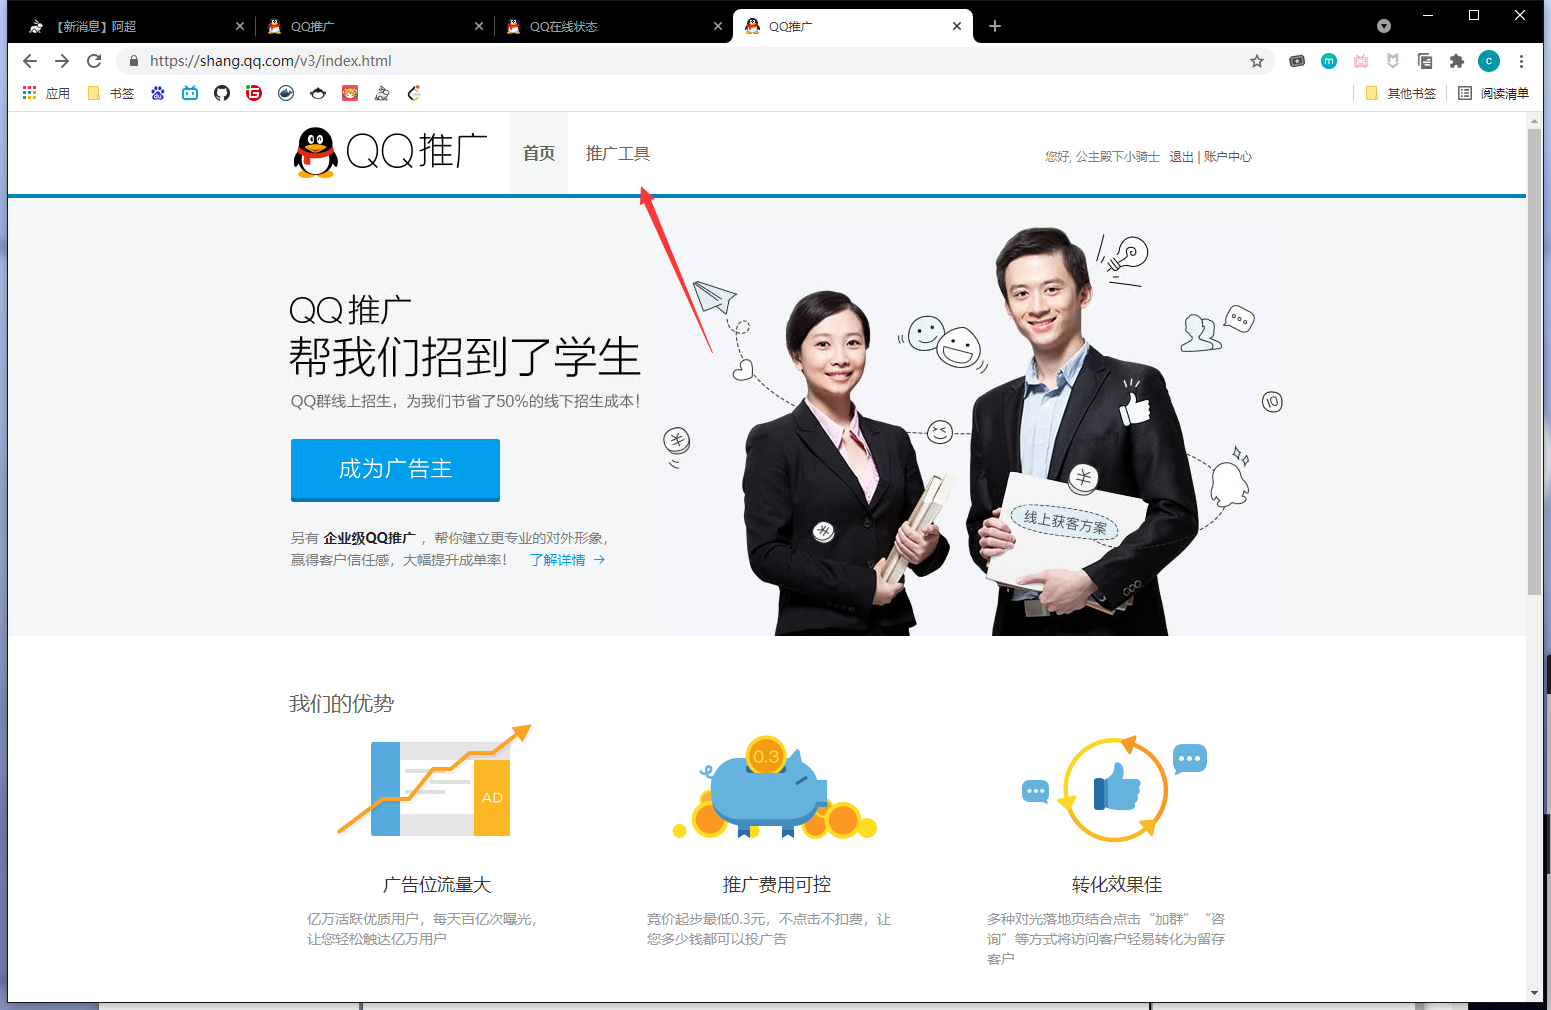 【新消息】阿超
QQ推广
QQ在线状态
QQ推广
https://shang.qq.com/v3/index.html
应用
书签
其他书签
阅读清单
QQ推广
首页
推广工具
您好, 公主殿下小骑士 退出 | 账户中心
QQ推广
帮我们招到了学生
QQ群线上招生，为我们节省了50%的线下招生成本！
成为广告主
另有 企业级QQ推广 ，帮你建立更专业的对外形象，
赢得客户信任感，大幅提升成单率！ 了解详情 →
线上获客方案
10
我们的优势
AD
0.3
广告位流量大
推广费用可控
转化效果佳
亿万活跃优质用户，每天百亿次曝光，
让您轻松触达亿万用户
竞价起步最低0.3元，不点击不扣费，让
您多少钱都可以投广告
多种对光落地页结合点击“加群”“咨
询”等方式将访问客户轻易转化为留存
客户